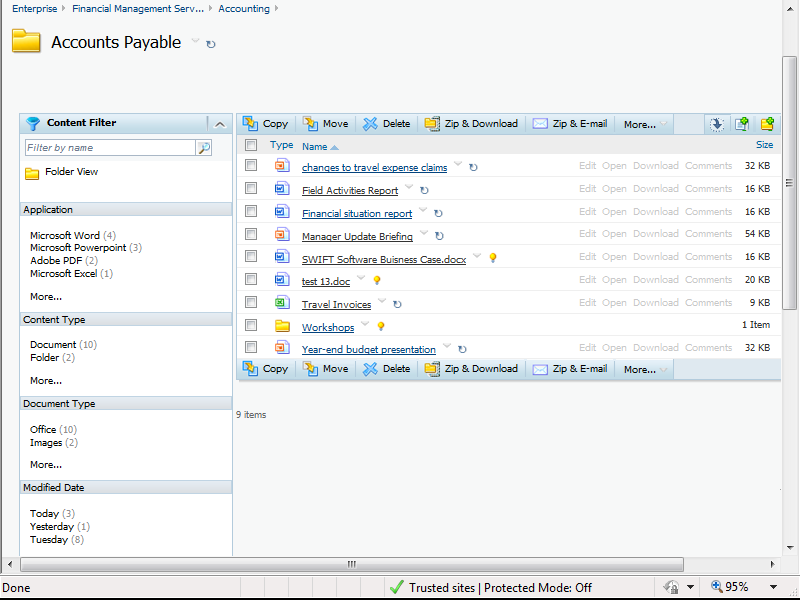 Enterprise Financial Management Serv... Accounting
Accounts Payable
Content Filter
Filter by name
Folder View
Application
Microsoft Word (4)
Microsoft Powerpoint (3)
Adobe PDF (2)
Microsoft Excel (1)
More...
Content Type
Document (10)
Folder (2)
More...
Document Type
Office (10)
Images (2)
More...
Modified Date
Today (3)
Yesterday (1)
Tuesday (8)
Copy Move Delete Zip & Download Zip & E-mail More...
Type Name Size
changes to travel expense claims Edit Open Download Comments 32 KB
Field Activities Report Edit Open Download Comments 16 KB
Financial situation report Edit Open Download Comments 16 KB
Manager Update Briefing Edit Open Download Comments 54 KB
SWIFT Software Buisness Case.docx Edit Open Download Comments 16 KB
test 13.doc Edit Open Download Comments 20 KB
Travel Invoices Edit Open Download Comments 9 KB
Workshops 1 Item
Year-end budget presentation Edit Open Download Comments 32 KB
Copy Move Delete Zip & Download Zip & E-mail More...
9 items
Done Trusted sites | Protected Mode: Off 95%